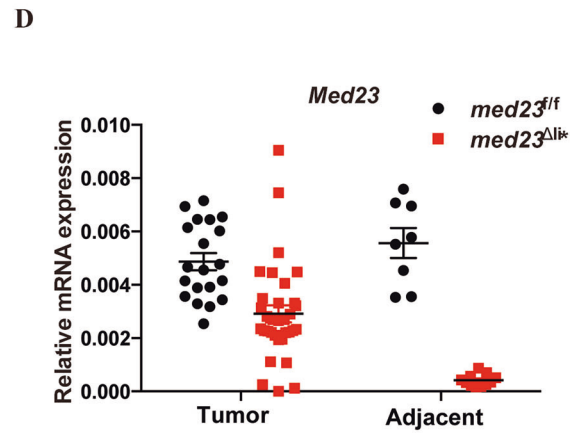 D
Med23
med23f/f
med23Δli*
Relative mRNA expression
0.010
0.008
0.006
0.004
0.002
0.000
Tumor
Adjacent